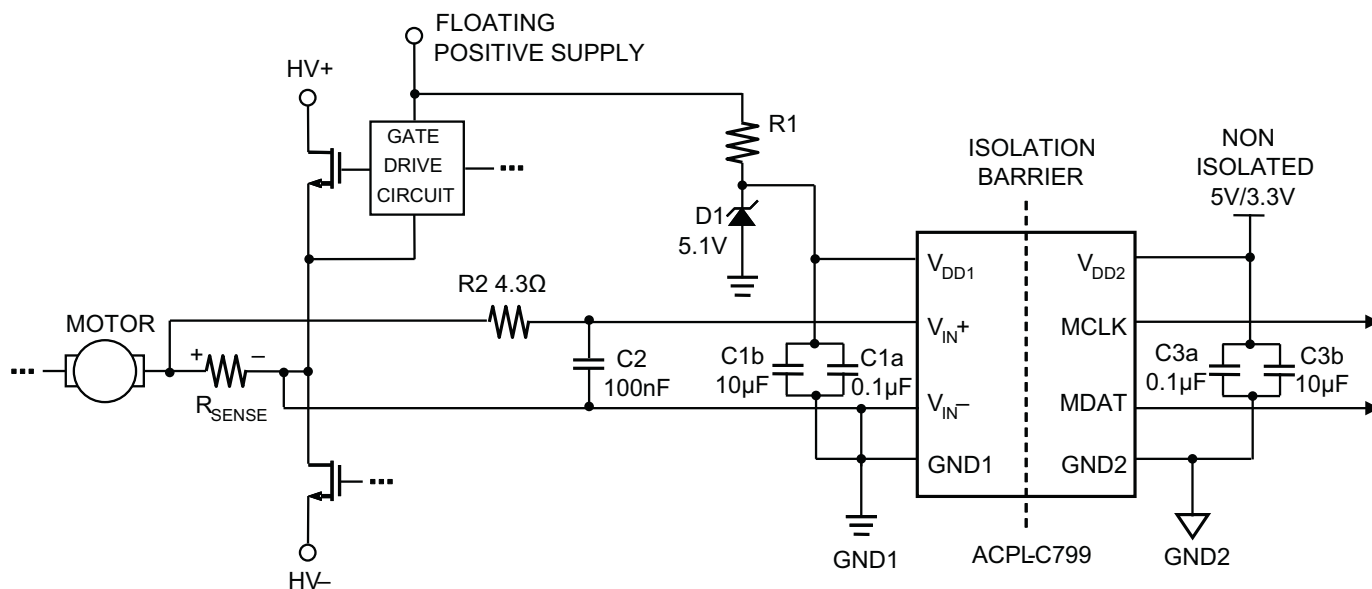 FLOATING
POSITIVE SUPPLY
HV+
GATE
DRIVE
CIRCUIT
R1
D1
5.1V
ISOLATION
BARRIER
NON
ISOLATED
5V/3.3V
V_DD1
V_DD2
R2 4.3Ω
MOTOR
V_IN+
MCLK
+
–
R_SENSE
C2
100nF
C1b
10µF
C1a
0.1µF
C3a
0.1µF
C3b
10µF
V_IN–
MDAT
GND1
GND2
HV–
GND1
ACPL-C799
GND2